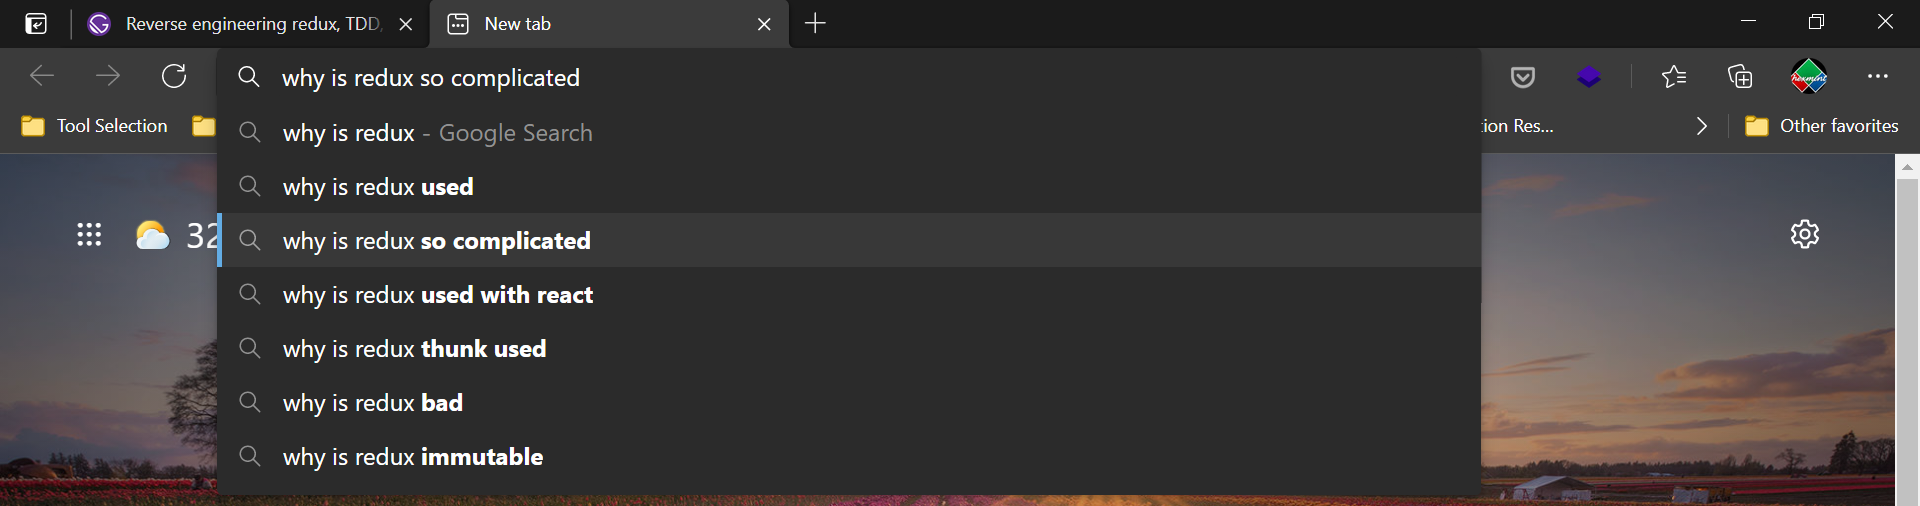 Reverse engineering redux, TDD,
New tab
why is redux so complicated
Tool Selection
ion Res...
Other favorites
why is redux - Google Search
why is redux used
32
why is redux so complicated
why is redux used with react
why is redux thunk used
why is redux bad
why is redux immutable